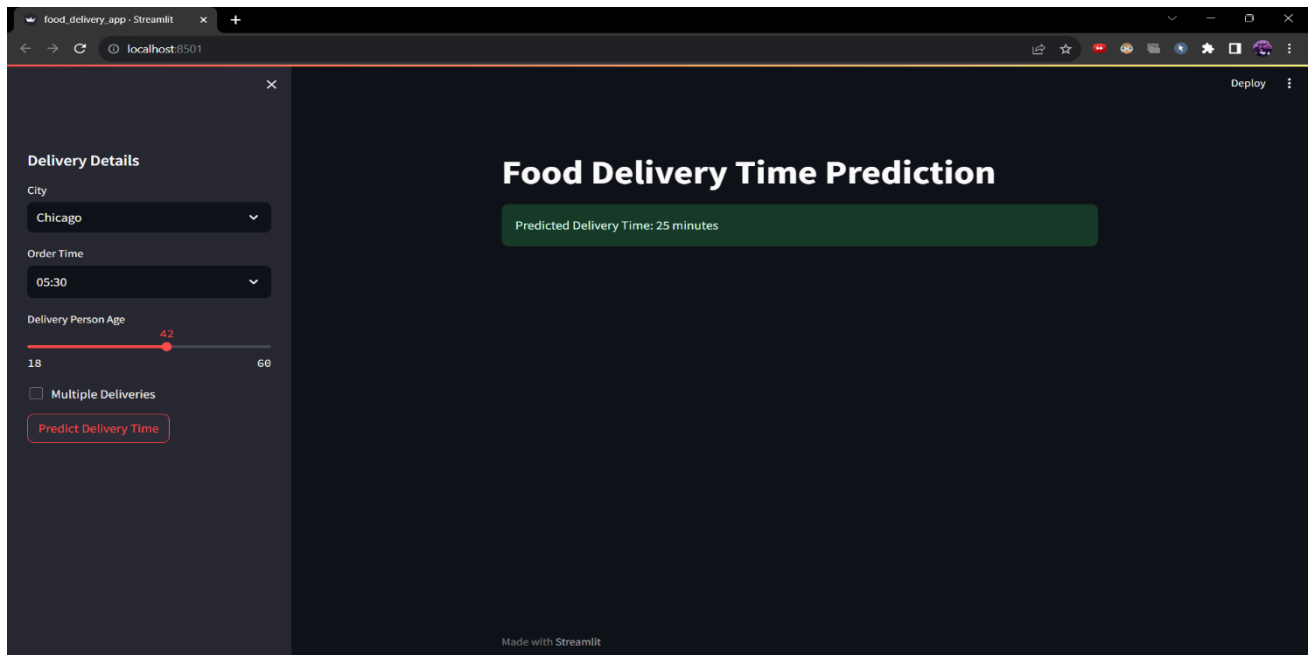 food_delivery_app · Streamlit
localhost:8501
Deploy
Delivery Details
City
Chicago
Order Time
05:30
Delivery Person Age
42
18 60
Multiple Deliveries
Predict Delivery Time
Food Delivery Time Prediction
Predicted Delivery Time: 25 minutes
Made with Streamlit